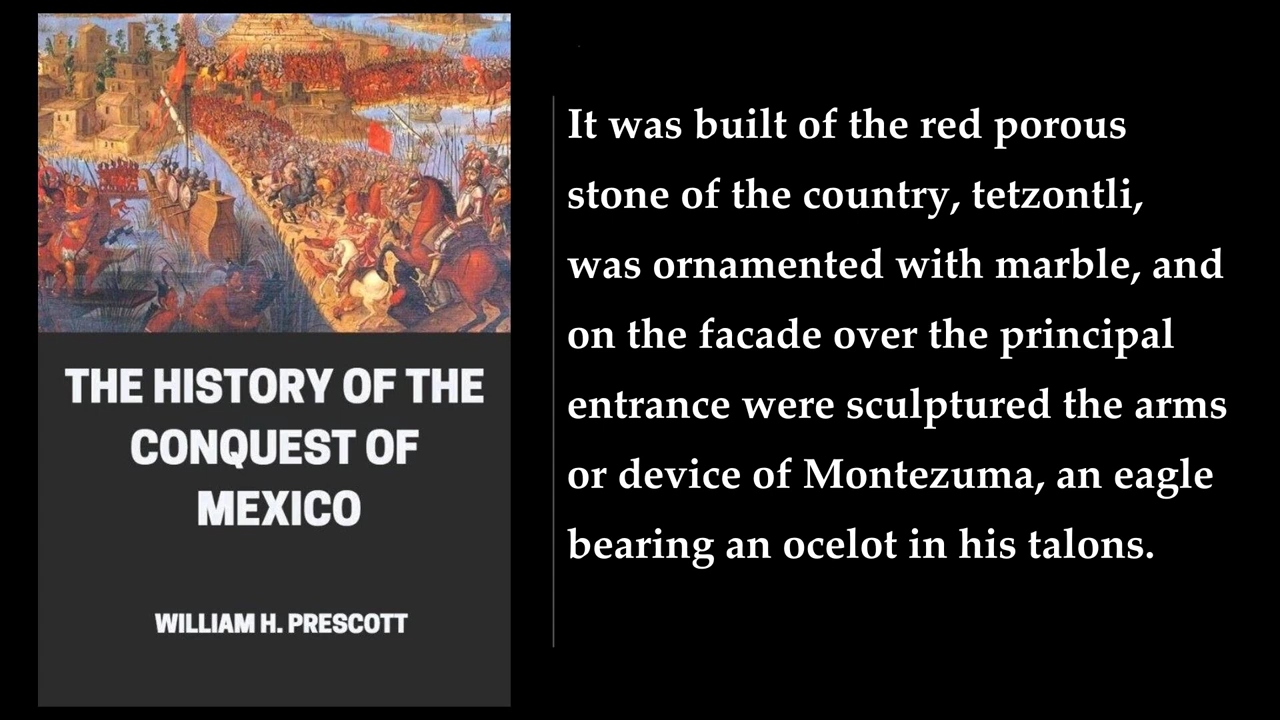 THE HISTORY OF THE
CONQUEST OF
MEXICO
WILLIAM H. PRESCOTT
It was built of the red porous
stone of the country, tetzontli,
was ornamented with marble, and
on the facade over the principal
entrance were sculptured the arms
or device of Montezuma, an eagle
bearing an ocelot in his talons.